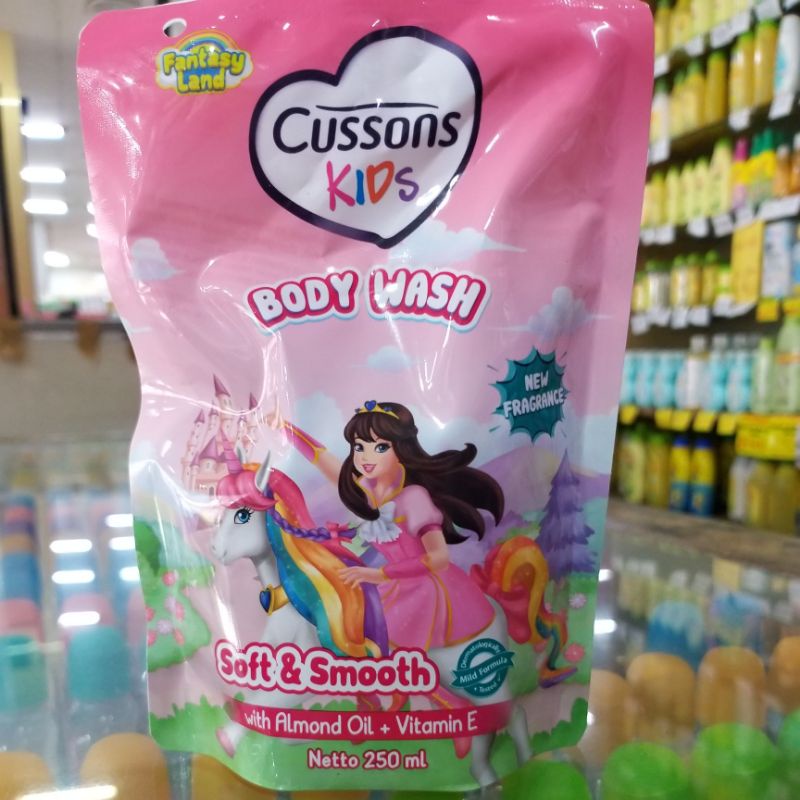 Fantasy
Land
Cussons
KIDS
BODY WASH
NEW
FRAGRANCE
Soft & Smooth
Dermatologically
Mild Formula
Tested
with Almond Oil + Vitamin E
Netto 250 ml